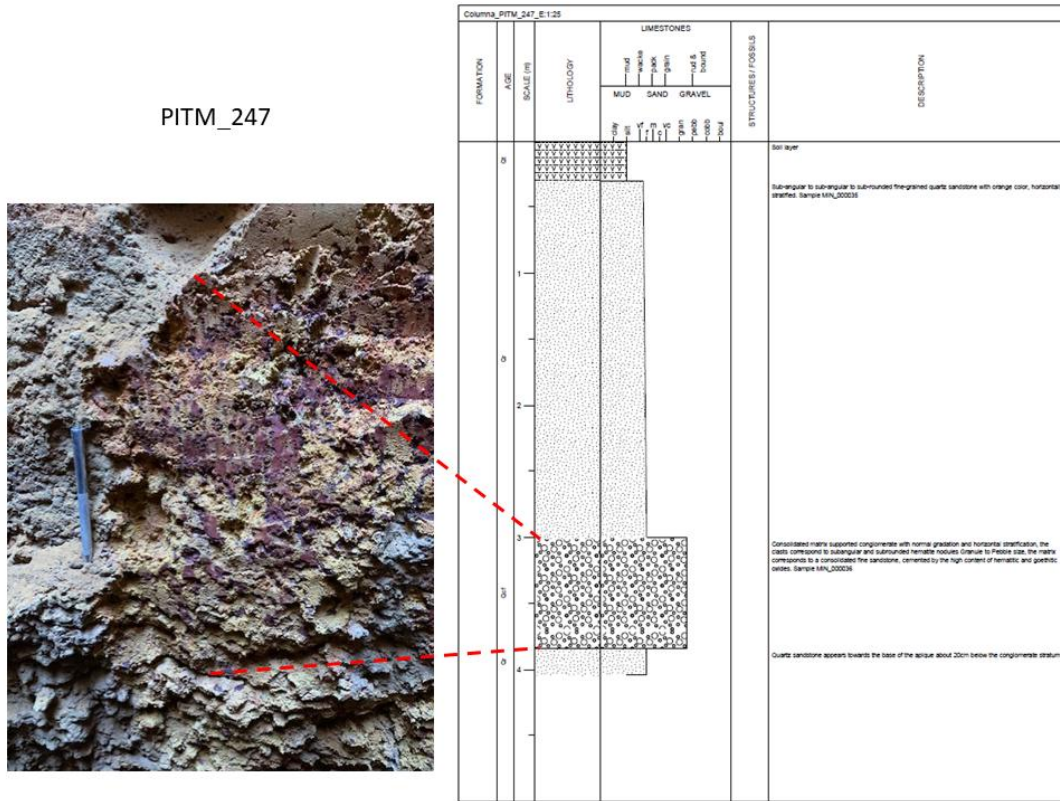 PITM_247
Columna_PITM_247_E:1:25
FORMATION
AGE
SCALE (m)
LITHOLOGY
LIMESTONES
mud
wacke
pack
grain
rud &
bound
MUD SAND GRAVEL
clay
silt
vf
f
m
c
vc
gran
pebb
cobb
boul
STRUCTURES / FOSSILS
DESCRIPTION
Soil layer
Sub-angular to sub-angular to sub-rounded fine-grained quartz sandstone with orange color, horizontal
stratified. Sample MIN_000035
1
2
3
Consolidated matrix supported conglomerate with normal gradation and horizontal stratification, the
clasts correspond to subangular and subrounded hematite nodules Granule to Pebble size, the matrix
corresponds to a consolidated fine sandstone, cemented by the high content of hematitic and goethitic
oxides. Sample MIN_000036
Quartz sandstone appears towards the base of the apique about 20cm below the conglomerate stratum
4